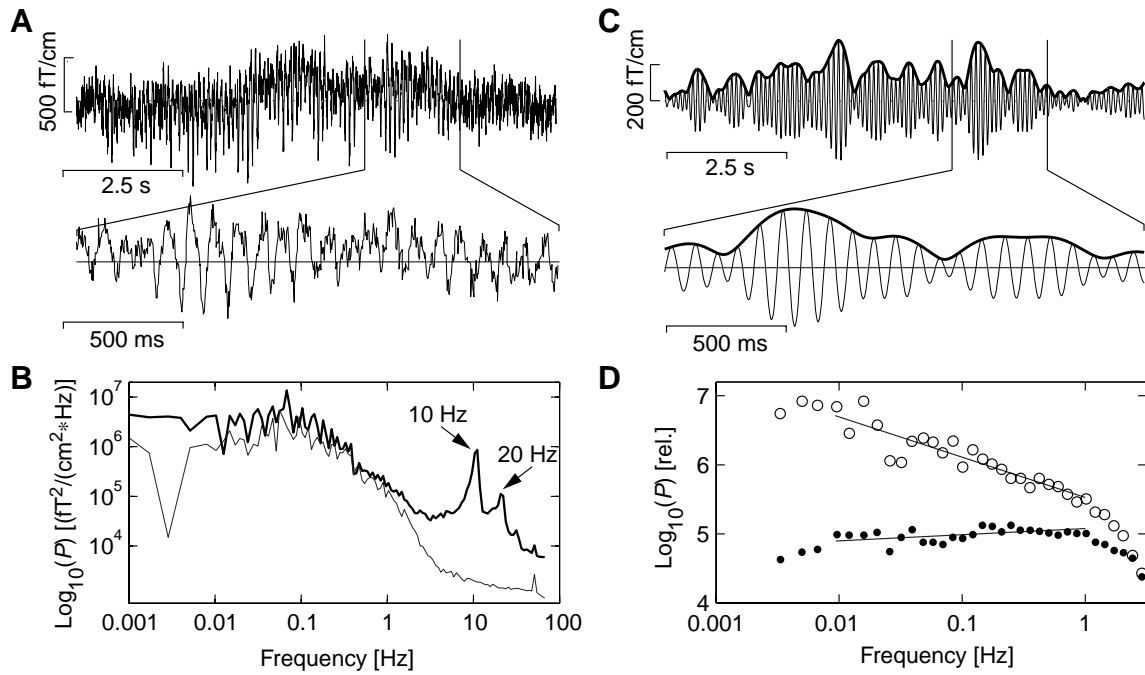 A
500 fT/cm
2.5 s
500 ms
B
Log10(P) [(fT²/(cm²*Hz)]
10⁷
10⁶
10⁵
10⁴
10 Hz
20 Hz
0.001
0.01
0.1
1
10
100
Frequency [Hz]
C
200 fT/cm
2.5 s
500 ms
D
Log₁₀(P) [rel.]
7
6
5
4
0.001
0.01
0.1
1
Frequency [Hz]